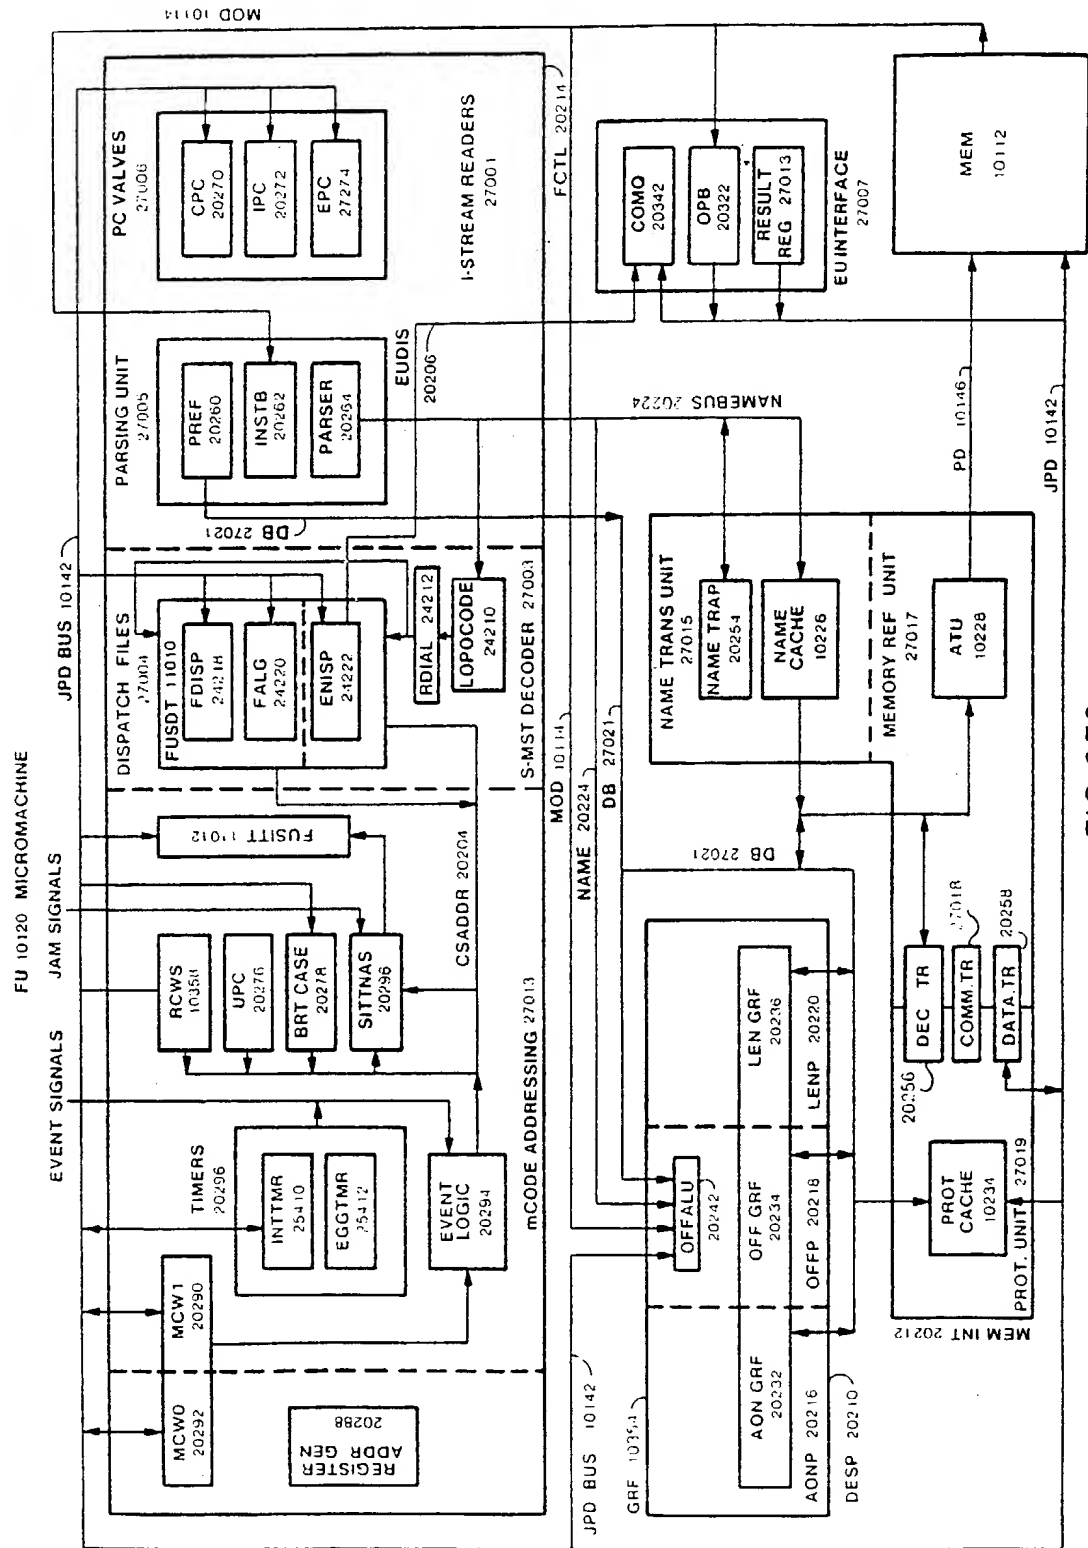 FU 10120 MICROMACHINE
EVENT SIGNALS
JAM SIGNALS
JPD BUS 10142
MOD 10114
MCW0
20292
MCW1
20290
REGISTER
ADDR GEN
20288
TIMERS
20296
INTTMR
25410
EGGTMR
25412
EVENT
LOGIC
20294
mCODE ADDRESSING 27013
RCWS
10358
UPC
20276
BRT CASE
20278
SITTNAS
20296
FUSITT 11012
CSADDR 20204
DISPATCH FILES
27004
FUSDT 11010
FDISP
24218
FALG
24220
ENISP
24222
RDIAL 24212
LOPOCODE
24210
S-MST DECODER 27003
PARSING UNIT
27005
PREF
20260
INSTB
20262
PARSER
20264
DB 27021
EUDIS
20206
PC VALVES
27006
CPC
20270
IPC
20272
EPC
27274
I-STREAM READERS
27001
FCTL 20214
MOD 10114
NAME 20224
DB 27021
JPD BUS 10142
GRF 10354
OFFALU
20242
AON GRF
20232
OFF GRF
20234
LEN GRF
20236
AONP 20216
OFFP 20218
LENP 20220
DESP 20210
DB 27021
NAMEBUS 20224
COMQ
20342
OPB
20322
RESULT
REG 27013
EU INTERFACE
27007
NAME TRANS UNIT
27015
NAME TRAP
20254
NAME
CACHE
10226
MEMORY REF UNIT
27017
ATU
10228
DEC TR
20256
COMM.TR
27018
DATA.TR
20258
PROT
CACHE
10234
PROT. UNIT 27019
MEM INT 20212
PD 10146
JPD 10142
MEM
10112